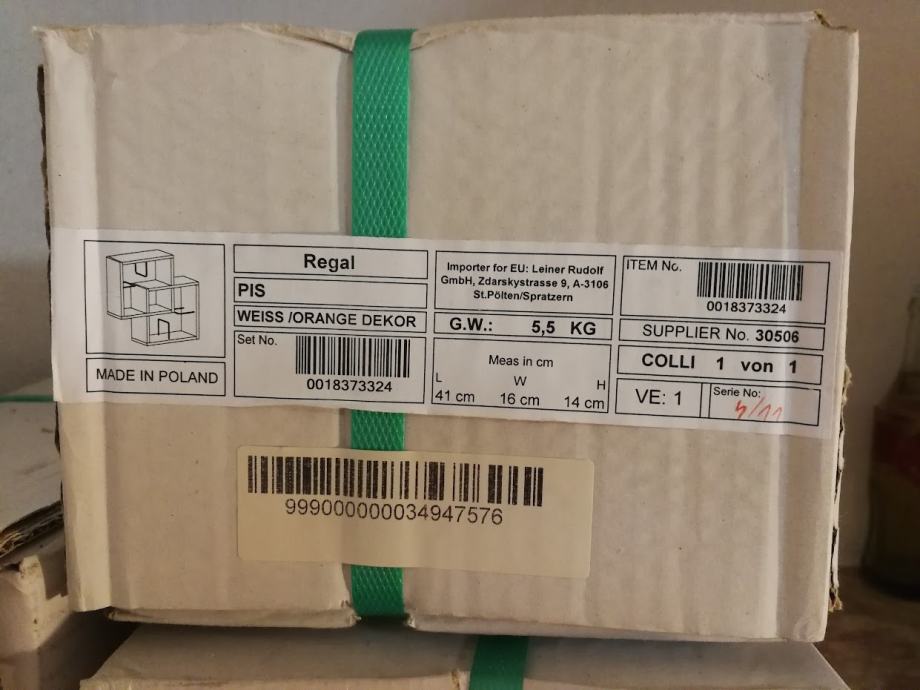 MADE IN POLAND
Regal
PIS
WEISS /ORANGE DEKOR
Set No.
0018373324
Importer for EU: Leiner Rudolf
GmbH, Zdarskystrasse 9, A-3106
St.Pölten/Spratzern
G.W.: 5,5 KG
Meas in cm
L W H
41 cm 16 cm 14 cm
ITEM No.
0018373324
SUPPLIER No. 30506
COLLI 1 von 1
VE: 1
Serie No:
4/11
999000000034947576